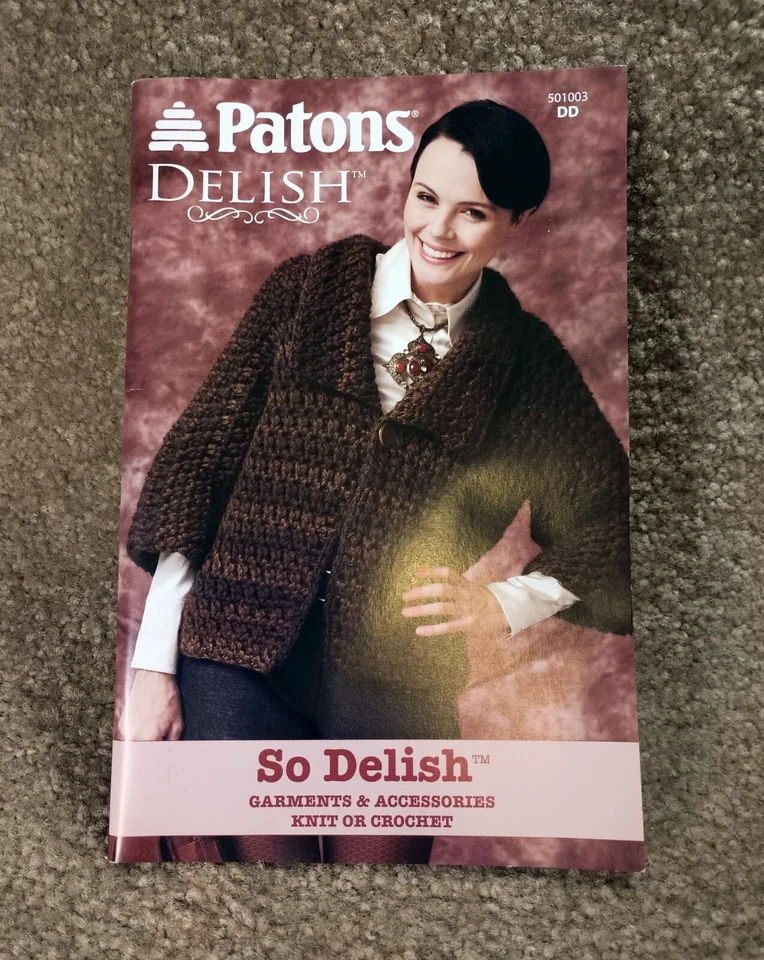 Patons®
DELISH™
501003
DD
So Delish™
GARMENTS & ACCESSORIES
KNIT OR CROCHET